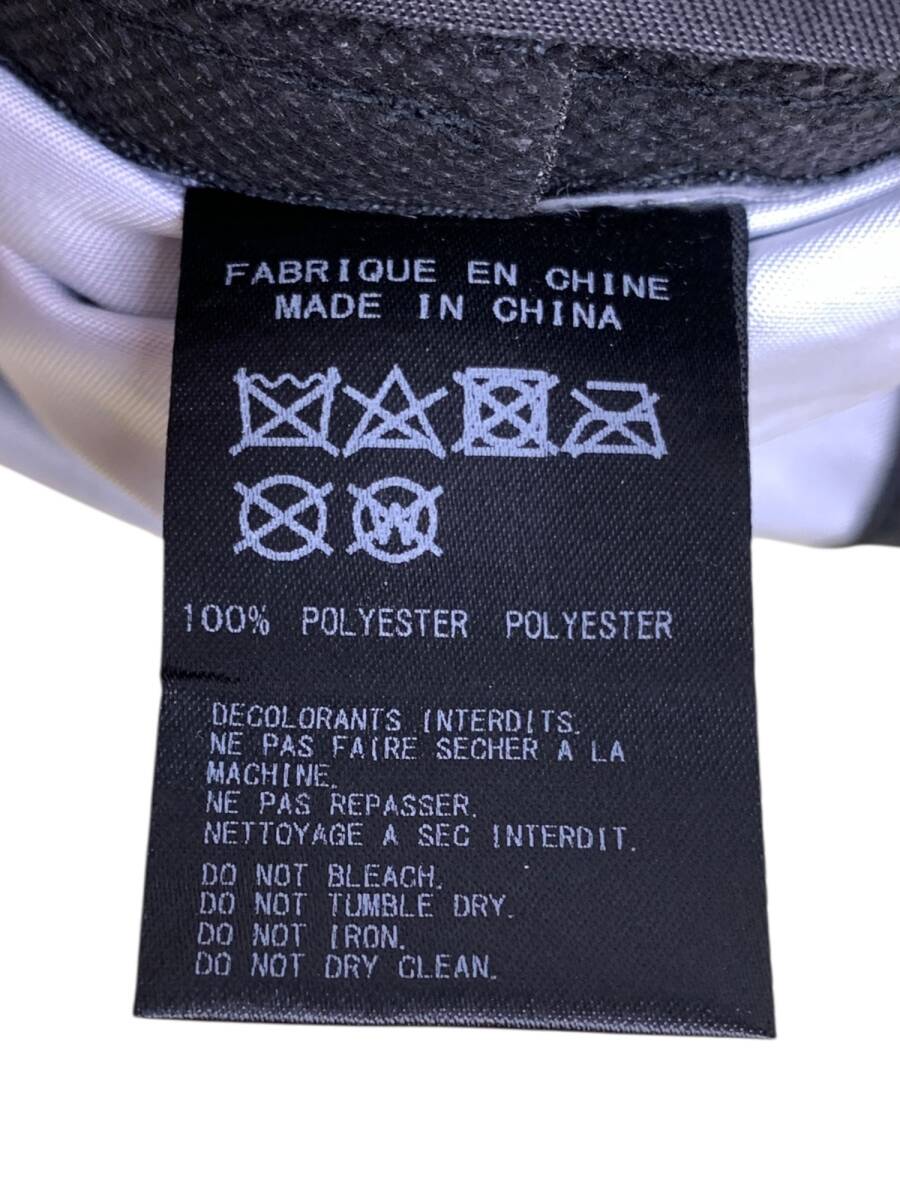 FABRIQUE EN CHINE
MADE IN CHINA
W
100% POLYESTER POLYESTER
DECOLORANTS INTERDITS.
NE PAS FAIRE SECHER A LA
MACHINE.
NE PAS REPASSER.
NETTOYAGE A SEC INTERDIT.
DO NOT BLEACH.
DO NOT TUMBLE DRY.
DO NOT IRON.
DO NOT DRY CLEAN.